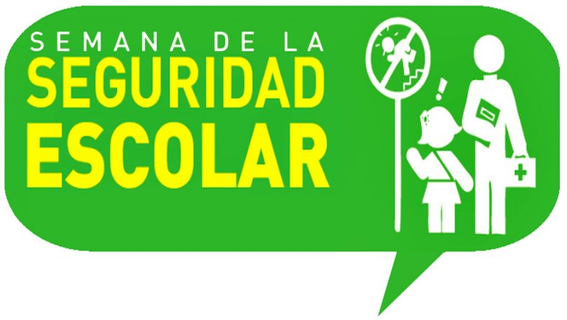 SEMANA DE LA
SEGURIDAD
ESCOLAR
!